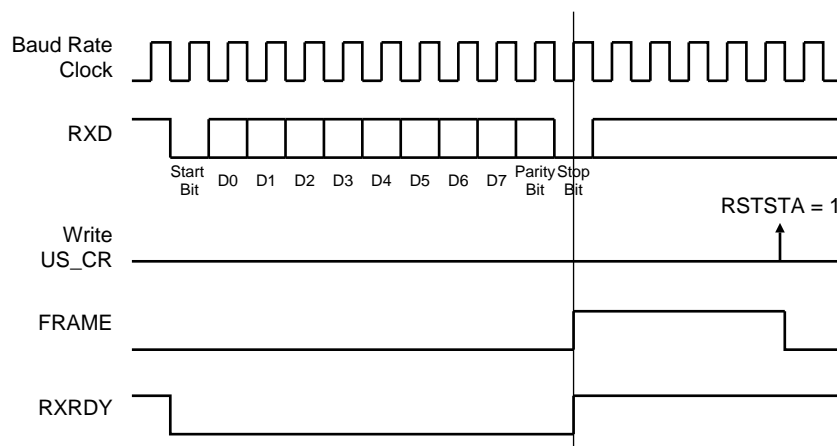 Baud Rate
Clock
RXD
Start
Bit
D0 D1 D2 D3 D4 D5 D6 D7
Parity
Bit
Stop
Bit
RSTSTA = 1
Write
US_CR
FRAME
RXRDY